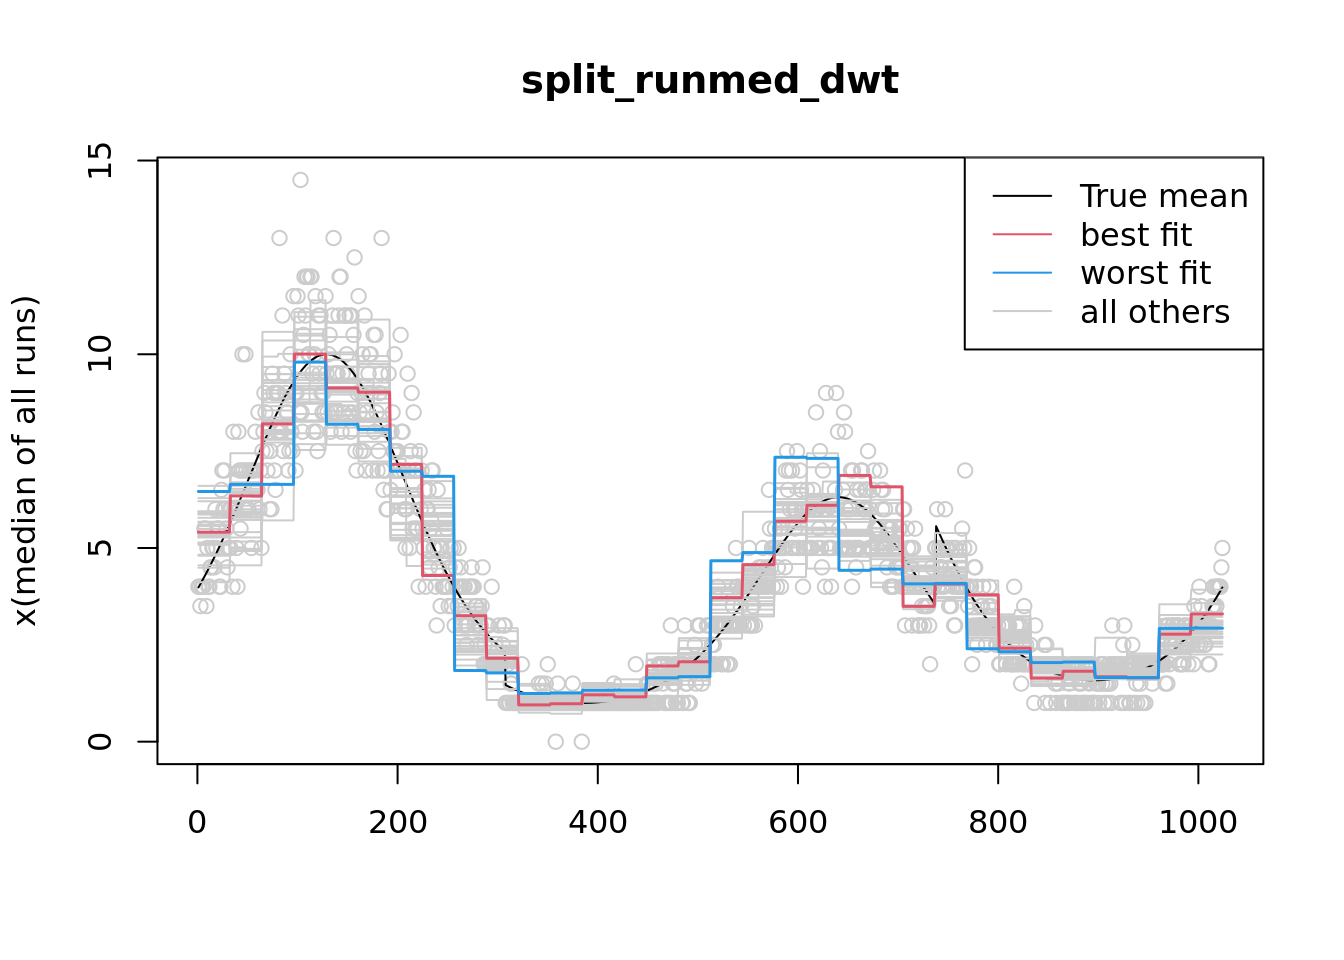 split_runmed_dwt
x(median of all runs)
15
10
5
0
True mean
best fit
worst fit
all others
0 200 400 600 800 1000